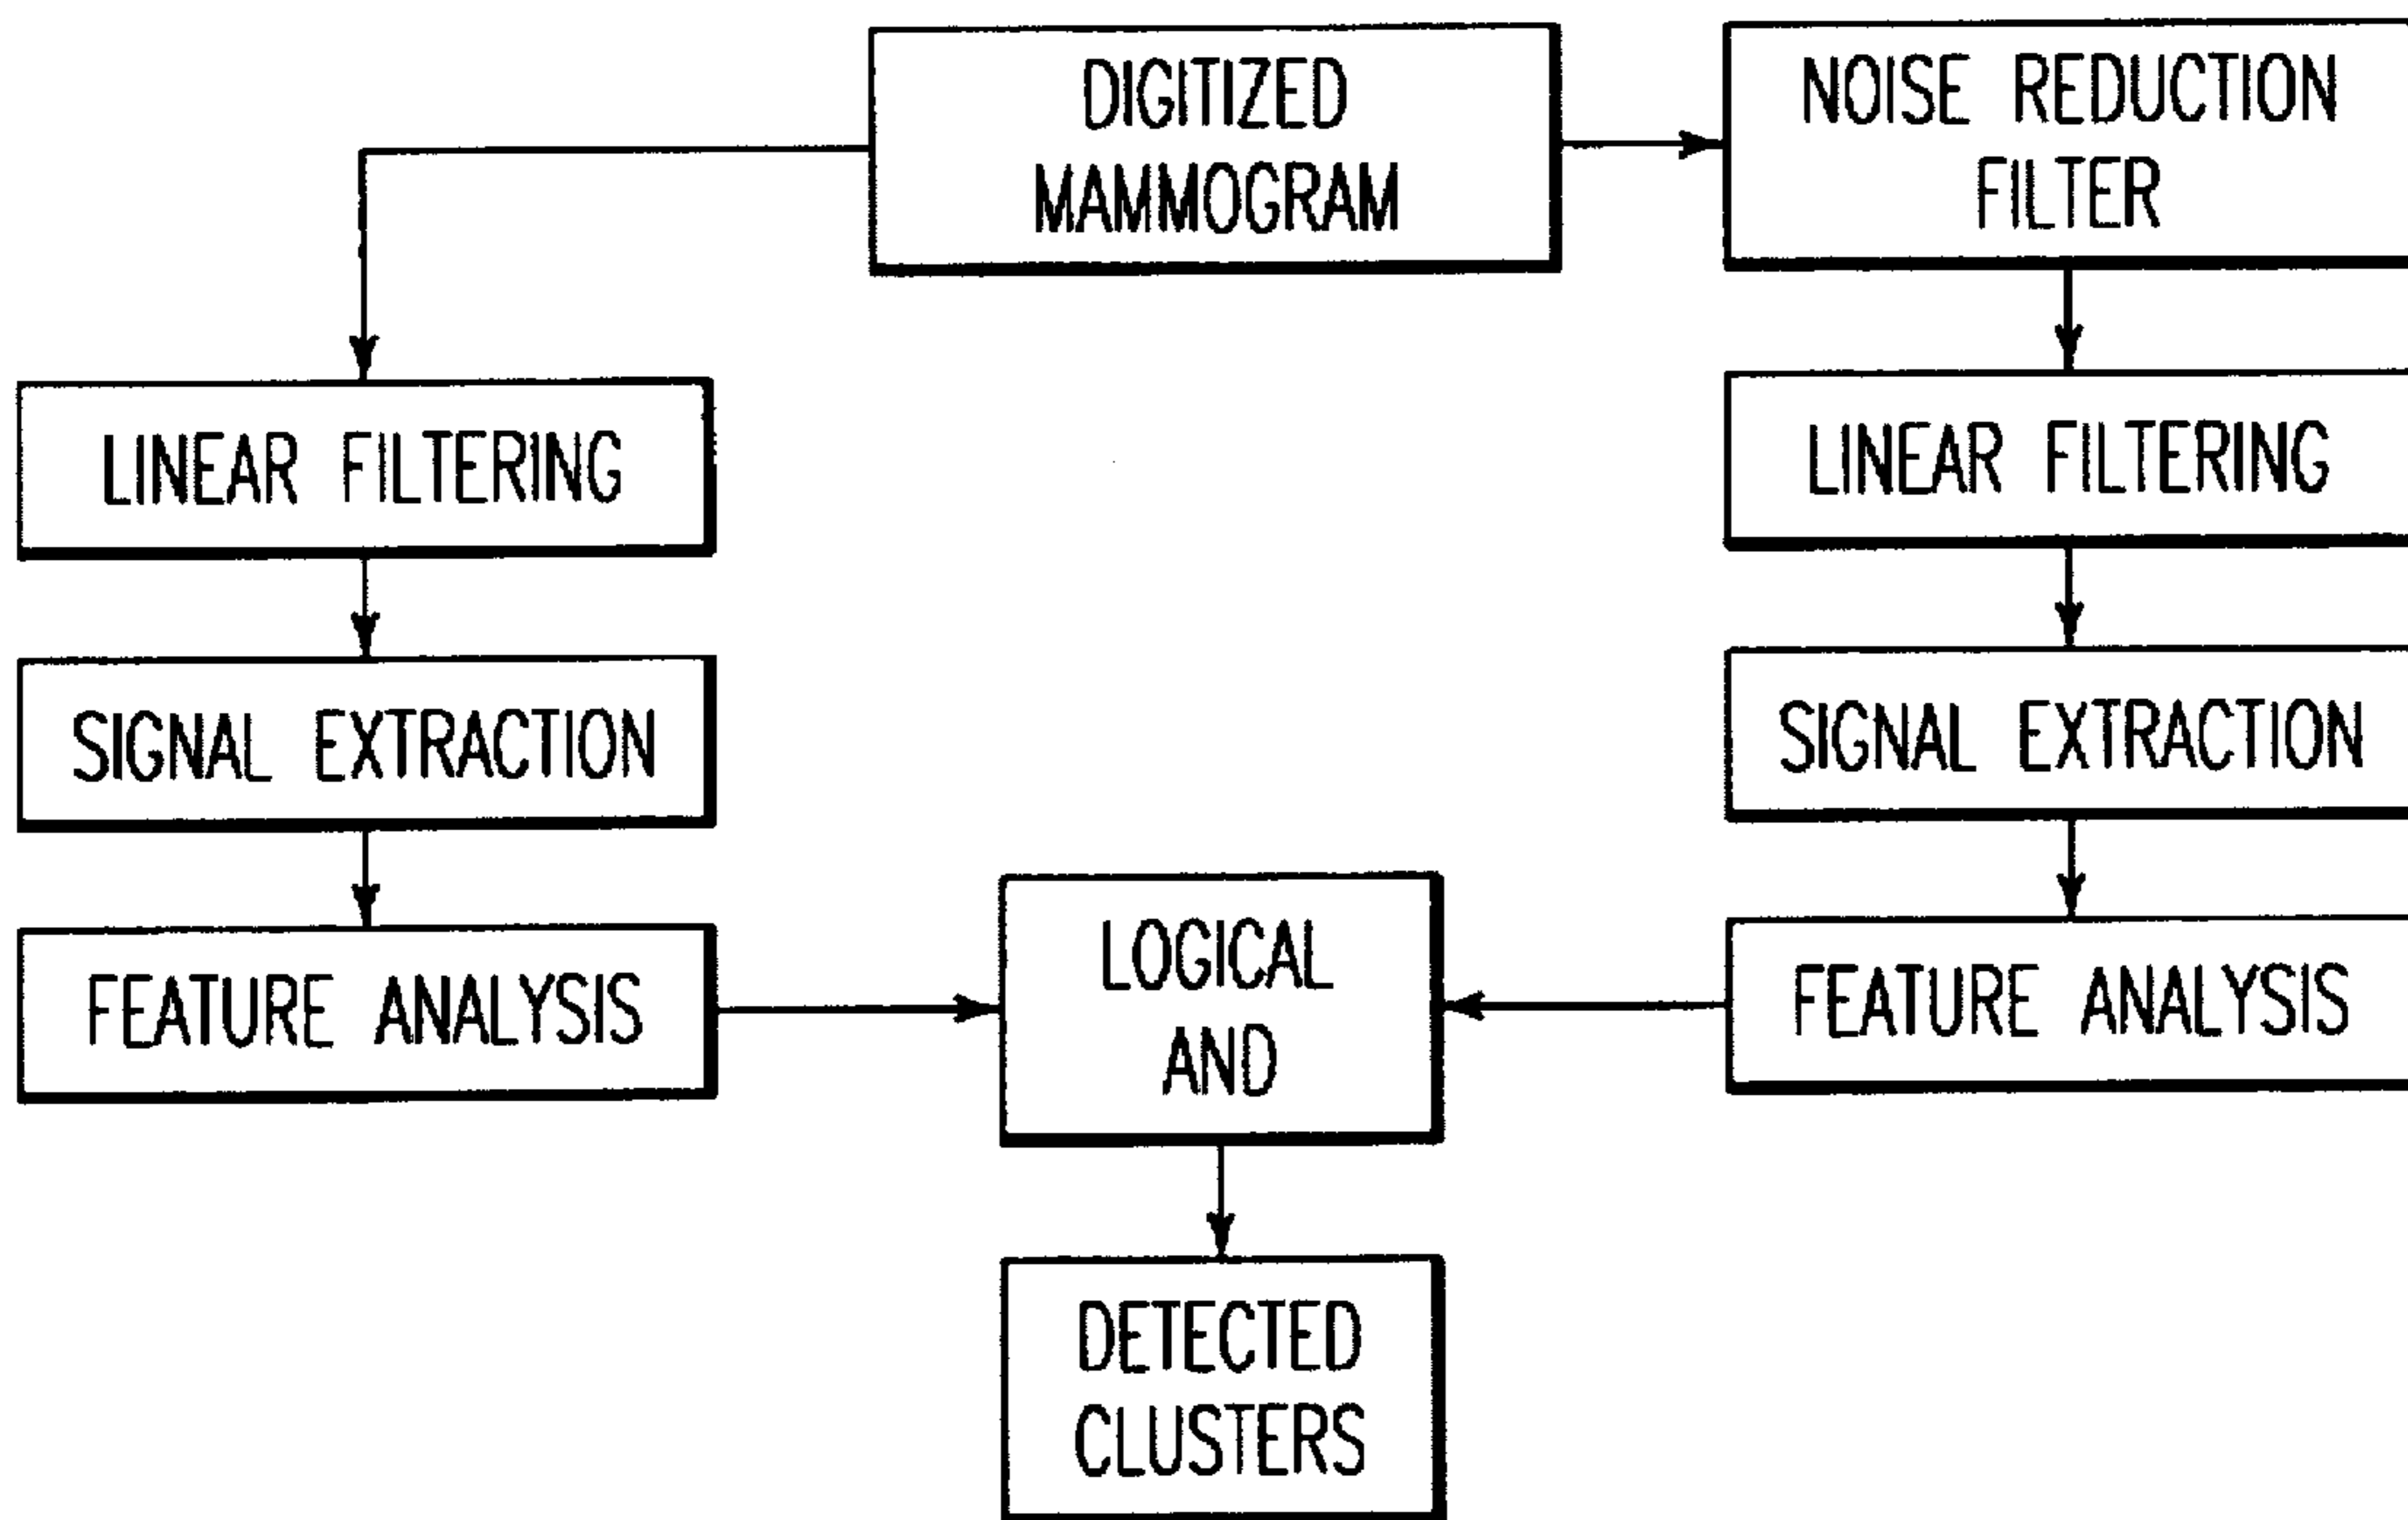 DIGITIZED
MAMMOGRAM
NOISE REDUCTION
FILTER
LINEAR FILTERING
LINEAR FILTERING
SIGNAL EXTRACTION
SIGNAL EXTRACTION
FEATURE ANALYSIS
LOGICAL
AND
FEATURE ANALYSIS
DETECTED
CLUSTERS